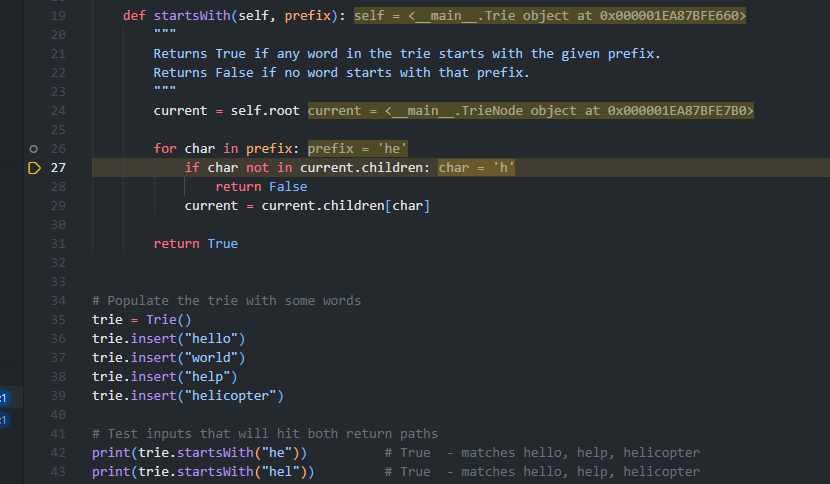 19 def startsWith(self, prefix): self = <__main__.Trie object at 0x000001EA87BFE660>
20 """
21 Returns True if any word in the trie starts with the given prefix.
22 Returns False if no word starts with that prefix.
23 """
24 current = self.root current = <__main__.TrieNode object at 0x000001EA87BFE7B0>
25
26 for char in prefix: prefix = 'he'
27 if char not in current.children: char = 'h'
28 return False
29 current = current.children[char]
30
31 return True
32
33
34 # Populate the trie with some words
35 trie = Trie()
36 trie.insert("hello")
37 trie.insert("world")
38 trie.insert("help")
39 trie.insert("helicopter")
40
41 # Test inputs that will hit both return paths
42 print(trie.startsWith("he")) # True - matches hello, help, helicopter
43 print(trie.startsWith("hel")) # True - matches hello, help, helicopter